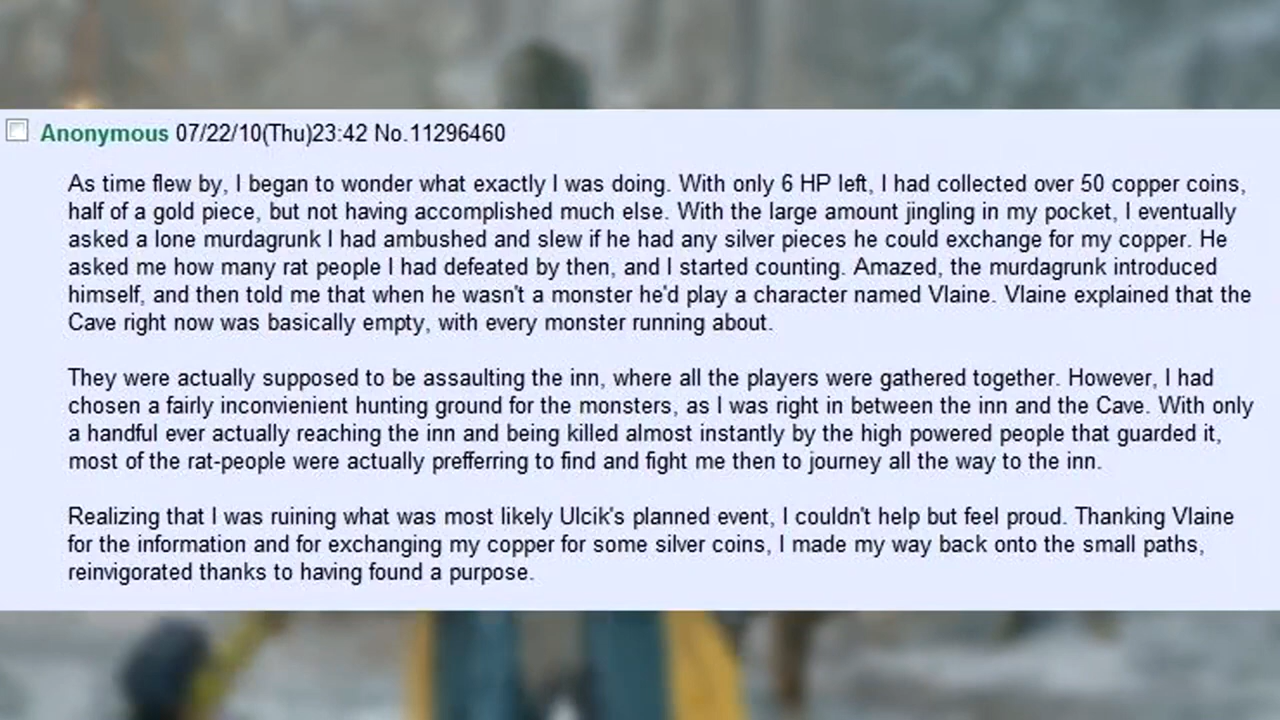 Anonymous 07/22/10(Thu)23:42 No.11296460
As time flew by, I began to wonder what exactly I was doing. With only 6 HP left, I had collected over 50 copper coins,
half of a gold piece, but not having accomplished much else. With the large amount jingling in my pocket, I eventually
asked a lone murdagrunk I had ambushed and slew if he had any silver pieces he could exchange for my copper. He
asked me how many rat people I had defeated by then, and I started counting. Amazed, the murdagrunk introduced
himself, and then told me that when he wasn't a monster he'd play a character named Vlaine. Vlaine explained that the
Cave right now was basically empty, with every monster running about.
They were actually supposed to be assaulting the inn, where all the players were gathered together. However, I had
chosen a fairly inconvienient hunting ground for the monsters, as I was right in between the inn and the Cave. With only
a handful ever actually reaching the inn and being killed almost instantly by the high powered people that guarded it,
most of the rat-people were actually prefferring to find and fight me then to journey all the way to the inn.
Realizing that I was ruining what was most likely Ulcik's planned event, I couldn't help but feel proud. Thanking Vlaine
for the information and for exchanging my copper for some silver coins, I made my way back onto the small paths,
reinvigorated thanks to having found a purpose.